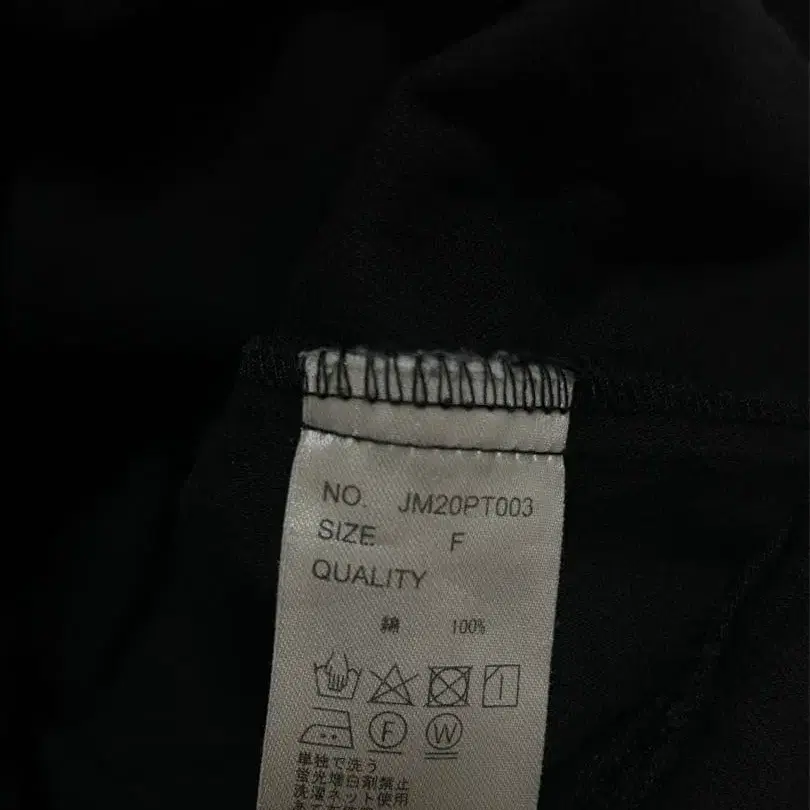 NO. JM20PT003
SIZE F
QUALITY
綿 100%
F W
単独で洗う
蛍光増白剤禁止
洗濯ネット使用